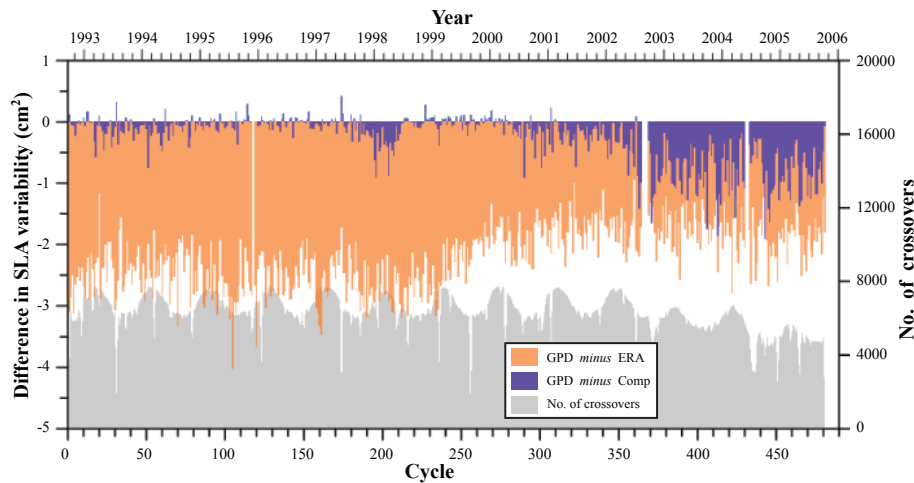 Year
1993 1994 1995 1996 1997 1998 1999 2000 2001 2002 2003 2004 2005 2006
1 20000
0 16000
-1 12000
-2 8000
-3
-4 4000
-5 0
Difference in SLA variability (cm²)
No. of crossovers
GPD minus ERA
GPD minus Comp
No. of crossovers
0 50 100 150 200 250 300 350 400 450
Cycle